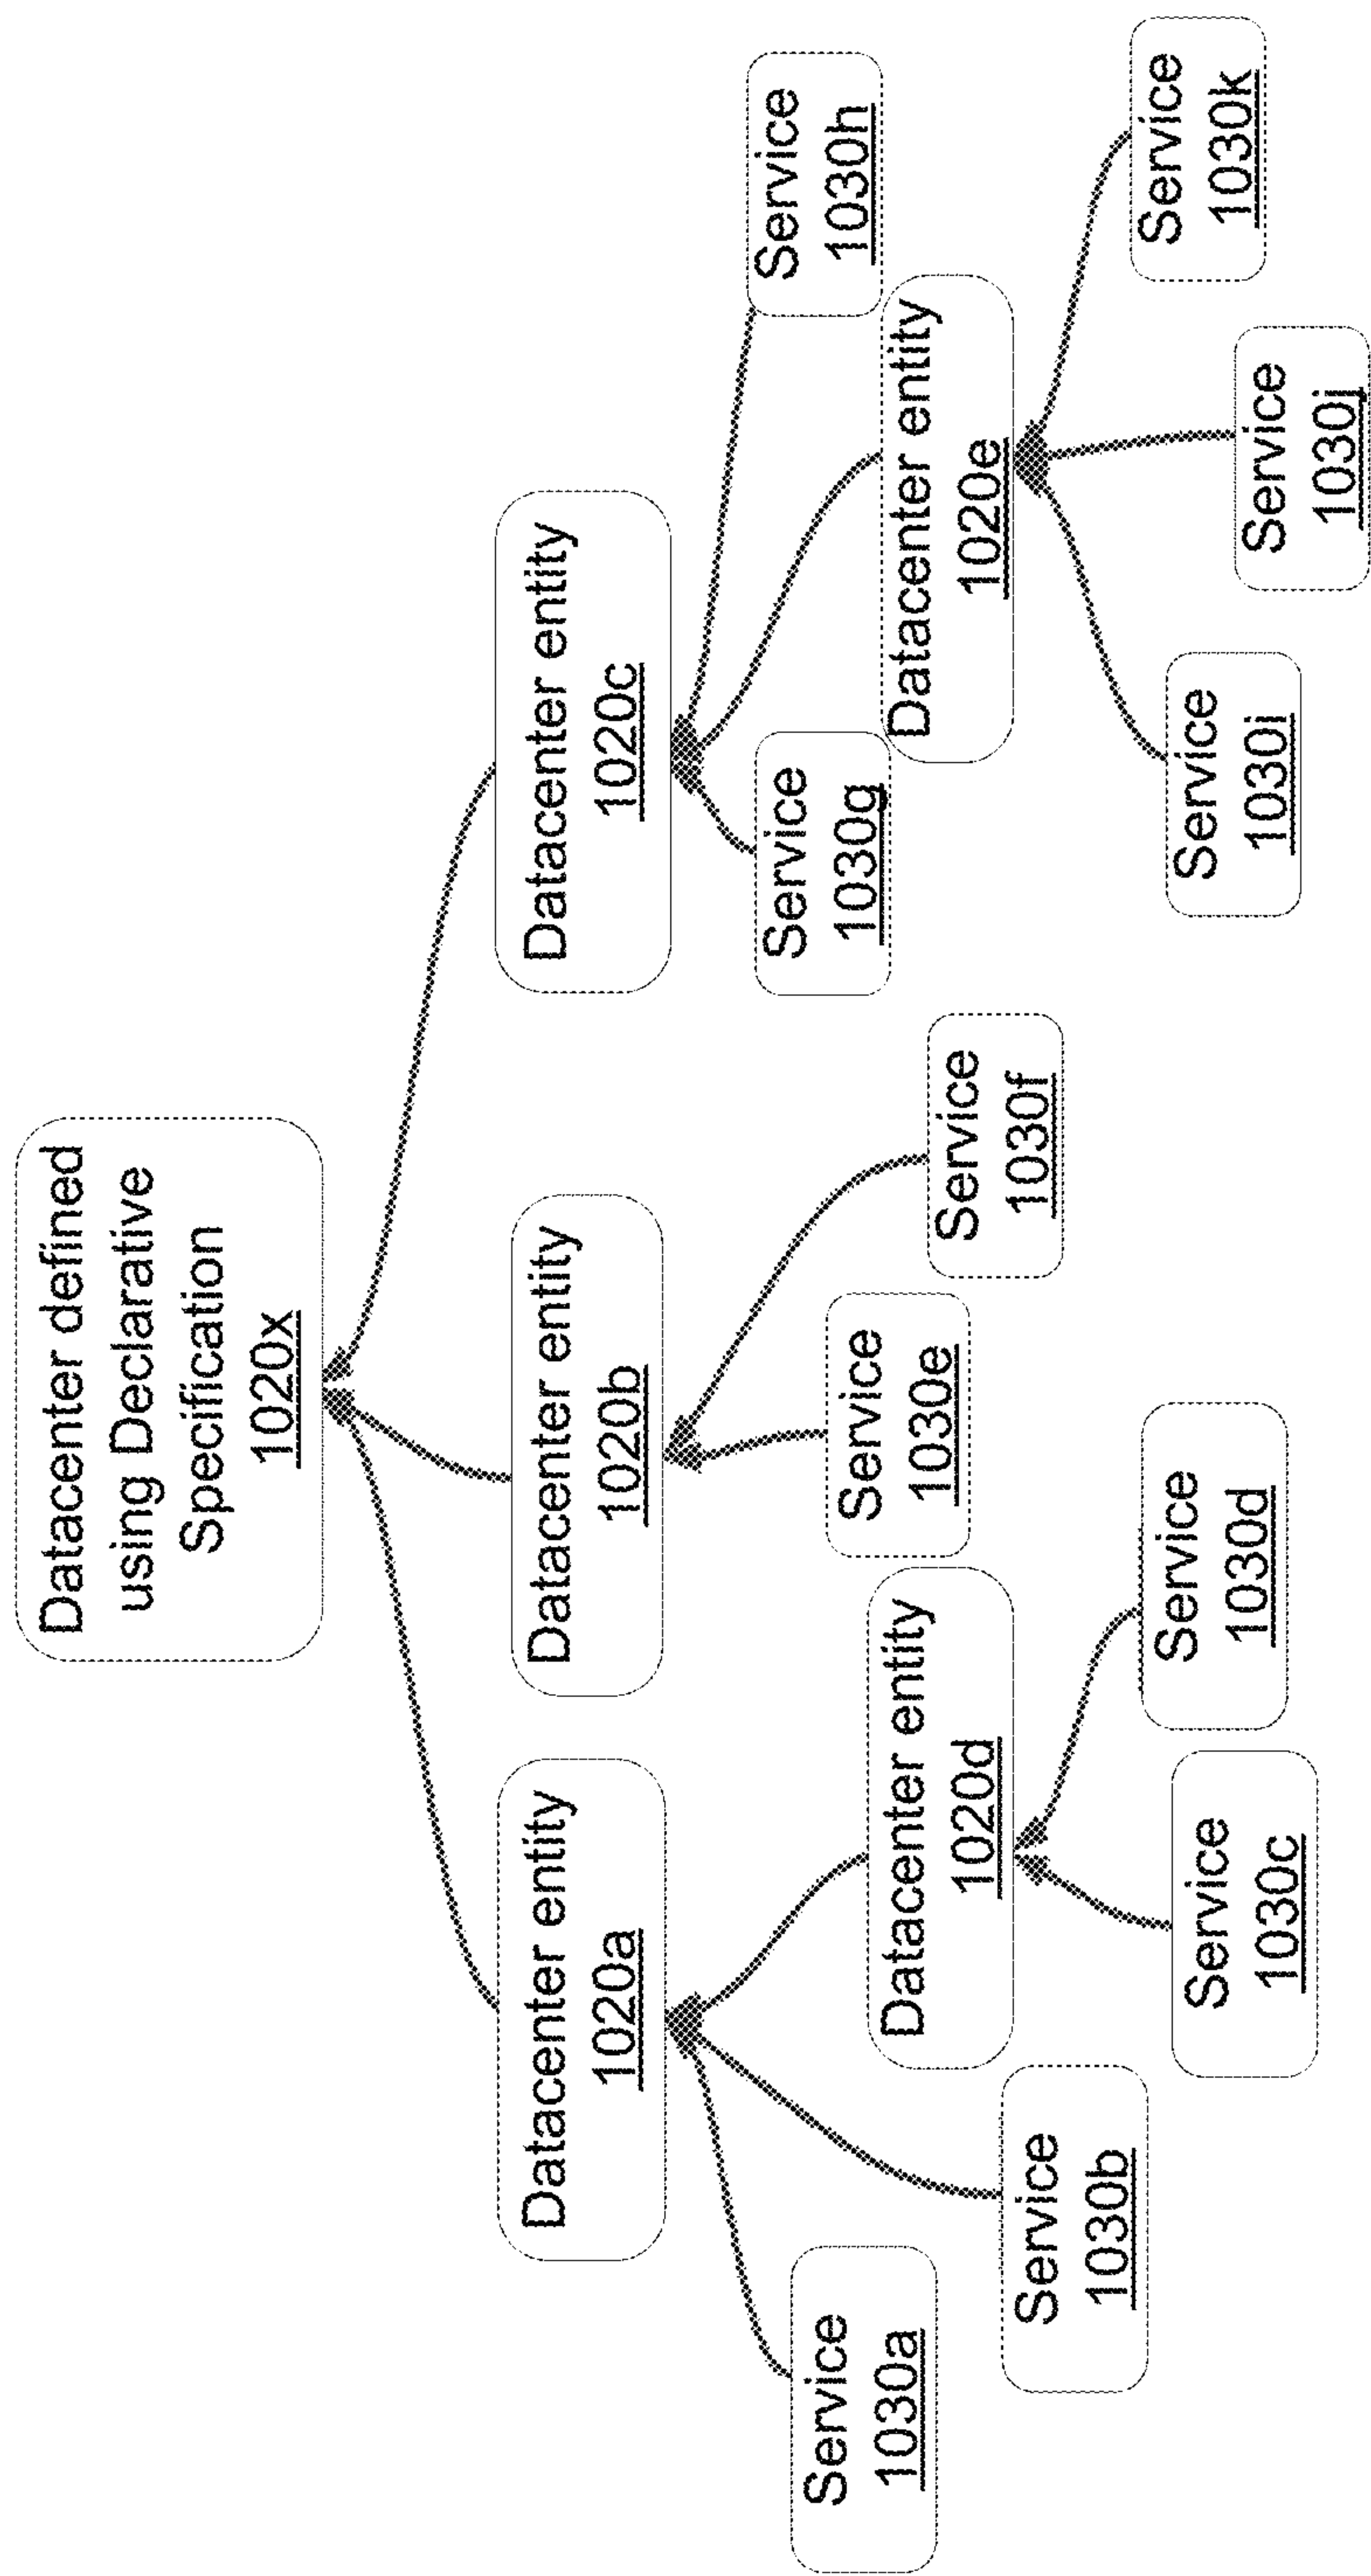 Datacenter defined
using Declarative
Specification
1020x
Datacenter entity
1020a
Datacenter entity
1020b
Datacenter entity
1020c
Service
1030a
Service
1030b
Datacenter entity
1020d
Service
1030c
Service
1030d
Service
1030e
Service
1030f
Service
1030g
Service
1030h
Datacenter entity
1020e
Service
1030i
Service
1030j
Service
1030k